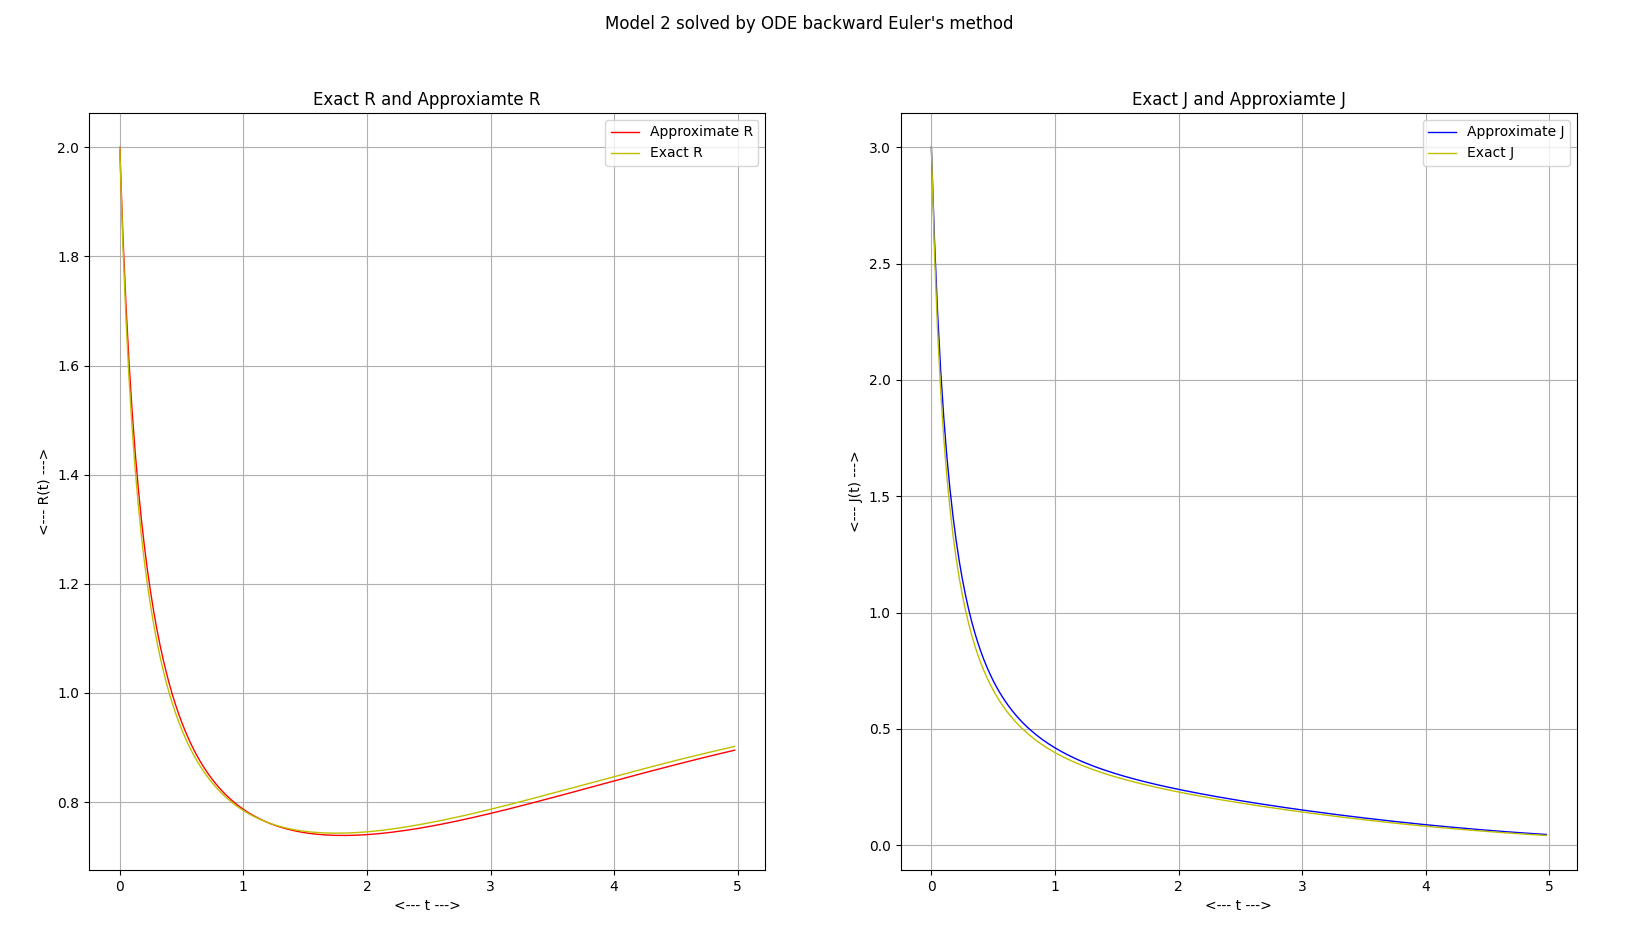 Model 2 solved by ODE backward Euler's method
Exact R and Approxiamte R
Approximate R
Exact R
2.0
1.8
1.6
1.4
1.2
1.0
0.8
<--- R(t) --->
0 1 2 3 4 5
<--- t --->
Exact J and Approxiamte J
Approximate J
Exact J
3.0
2.5
2.0
1.5
1.0
0.5
0.0
<--- J(t) --->
0 1 2 3 4 5
<--- t --->